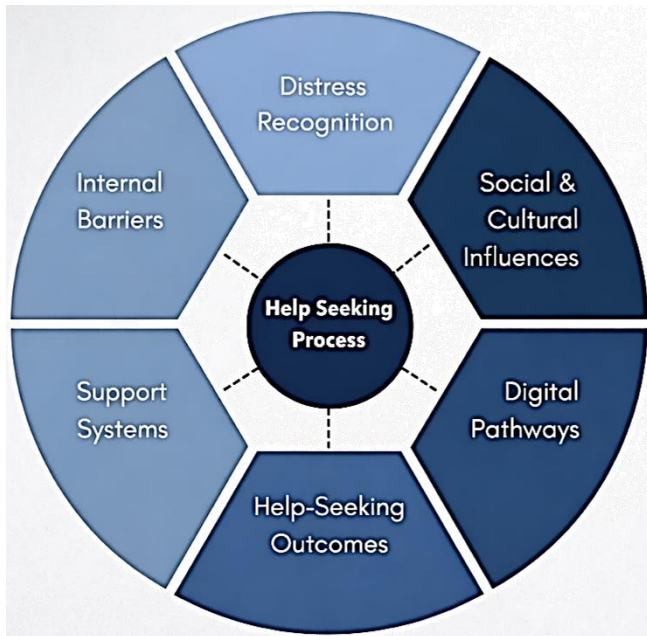 Distress
Recognition
Social &
Cultural
Influences
Digital
Pathways
Help-Seeking
Outcomes
Support
Systems
Internal
Barriers
Help Seeking
Process